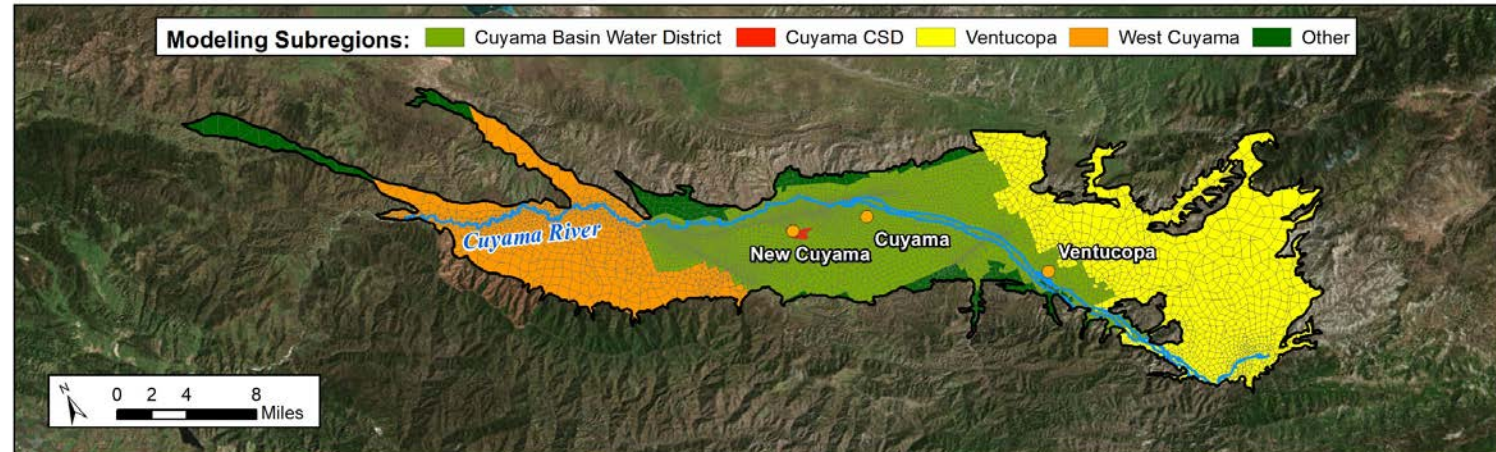 Modeling Subregions: Cuyama Basin Water District Cuyama CSD Ventucopa West Cuyama Other
Cuyama River
New Cuyama
Cuyama
Ventucopa
N
0 2 4 8
Miles